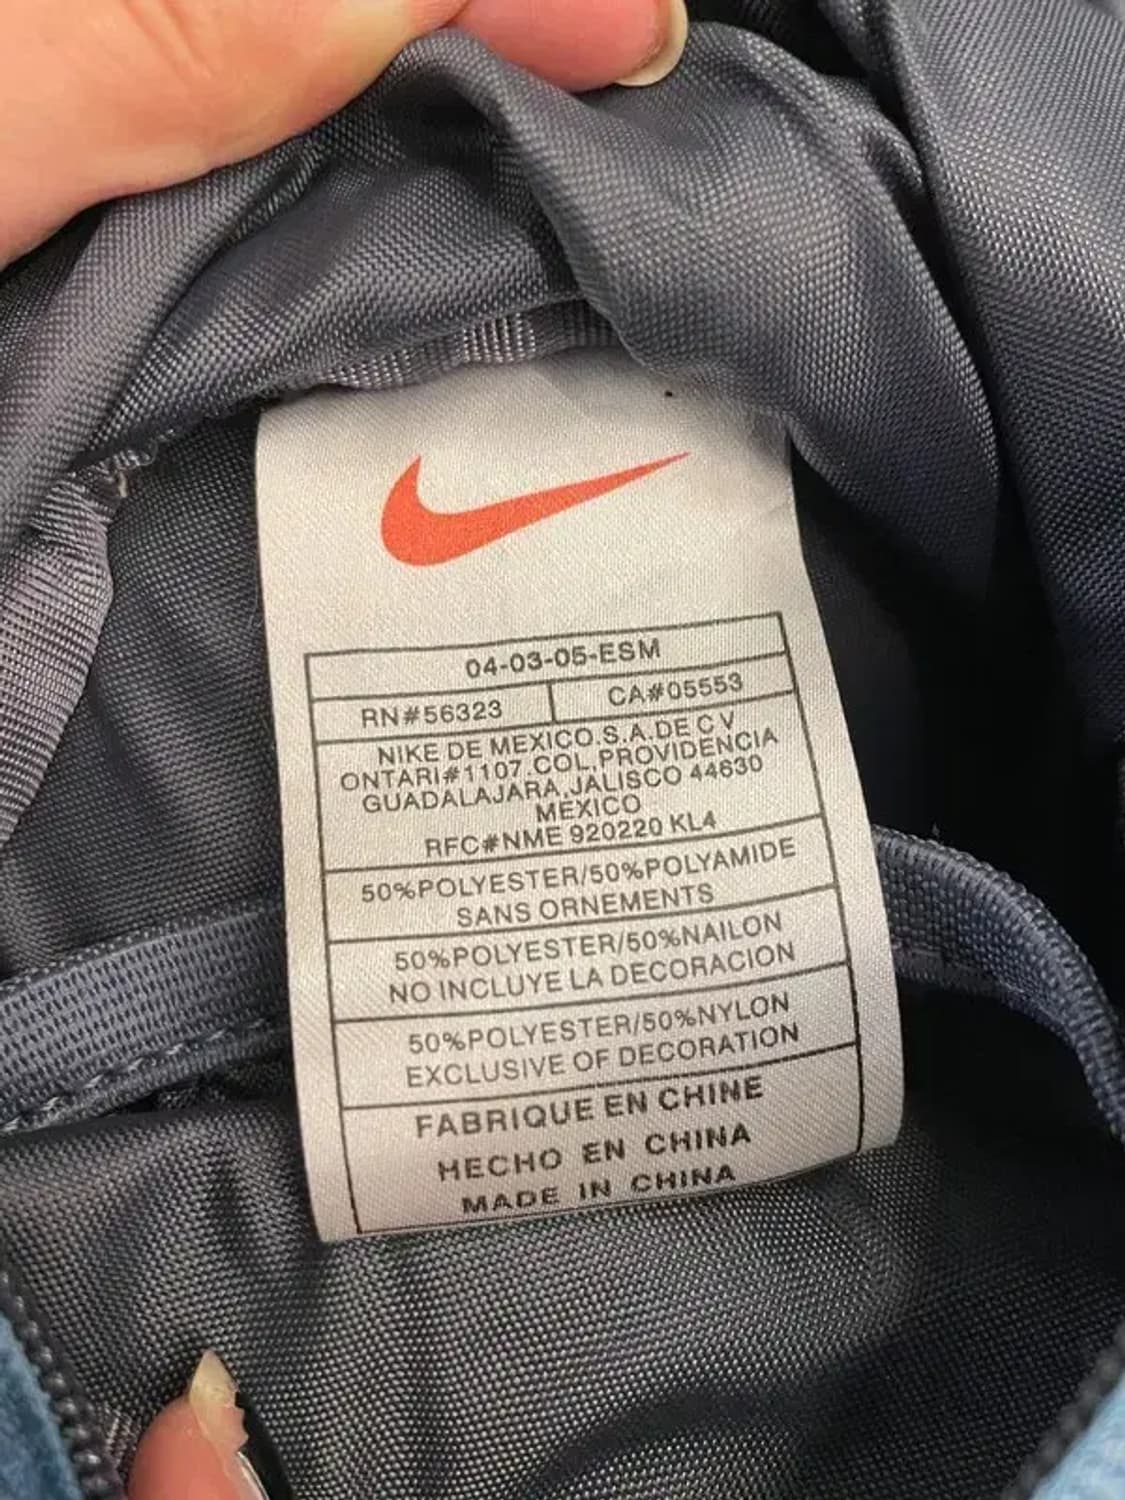 04-03-05-ESM
RN#56323 CA#05553
NIKE DE MEXICO.S.A.DE C V
ONTARI#1107.COL.PROVIDENCIA
GUADALAJARA,JALISCO 44630
MEXICO
RFC#NME 920220 KL4
50%POLYESTER/50%POLYAMIDE
SANS ORNEMENTS
50%POLYESTER/50%NAILON
NO INCLUYE LA DECORACION
50%POLYESTER/50%NYLON
EXCLUSIVE OF DECORATION
FABRIQUE EN CHINE
HECHO EN CHINA
MADE IN CHINA